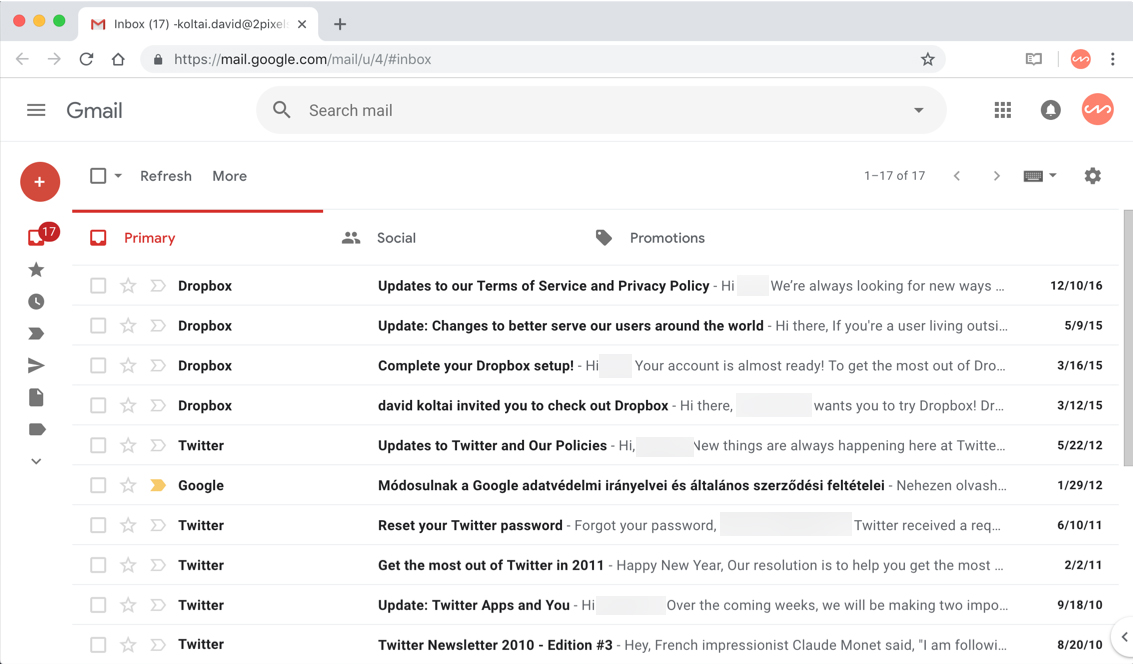 Inbox (17) -koltai.david@2pixel
https://mail.google.com/mail/u/4/#inbox
Gmail
Search mail
Refresh More 1–17 of 17
17
Primary Social Promotions
Dropbox Updates to our Terms of Service and Privacy Policy - Hi We’re always looking for new ways ... 12/10/16
Dropbox Update: Changes to better serve our users around the world - Hi there, If you're a user living outsi... 5/9/15
Dropbox Complete your Dropbox setup! - Hi Your account is almost ready! To get the most out of Dro... 3/16/15
Dropbox david koltai invited you to check out Dropbox - Hi there, wants you to try Dropbox! Dr... 3/12/15
Twitter Updates to Twitter and Our Policies - Hi, New things are always happening here at Twitte... 5/22/12
Google Módosulnak a Google adatvédelmi irányelvei és általános szerződési feltételei - Nehezen olvash... 1/29/12
Twitter Reset your Twitter password - Forgot your password, Twitter received a req... 6/10/11
Twitter Get the most out of Twitter in 2011 - Happy New Year, Our resolution is to help you get the most ... 2/2/11
Twitter Update: Twitter Apps and You - Hi Over the coming weeks, we will be making two impo... 9/18/10
Twitter Twitter Newsletter 2010 - Edition #3 - Hey, French impressionist Claude Monet said, "I am followi... 8/20/10